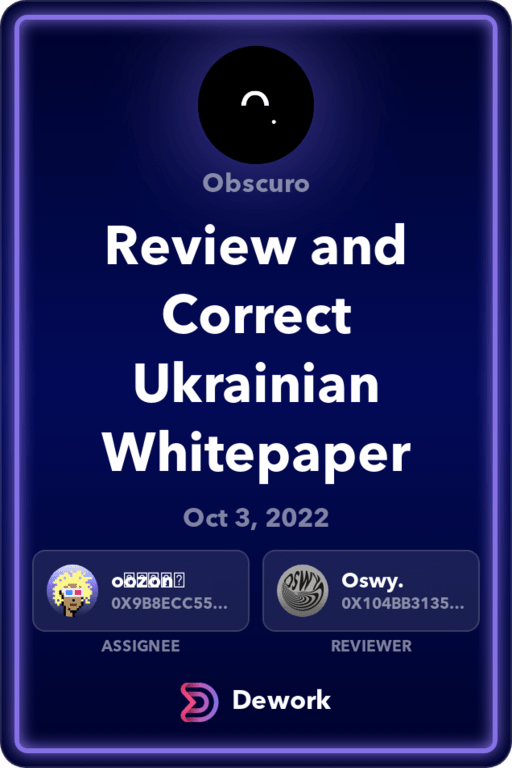 Obscuro
Review and
Correct
Ukrainian
Whitepaper
Oct 3, 2022
Oswy.
0X9B8ECC55...
0X104BB3135...
ASSIGNEE
REVIEWER
Dework